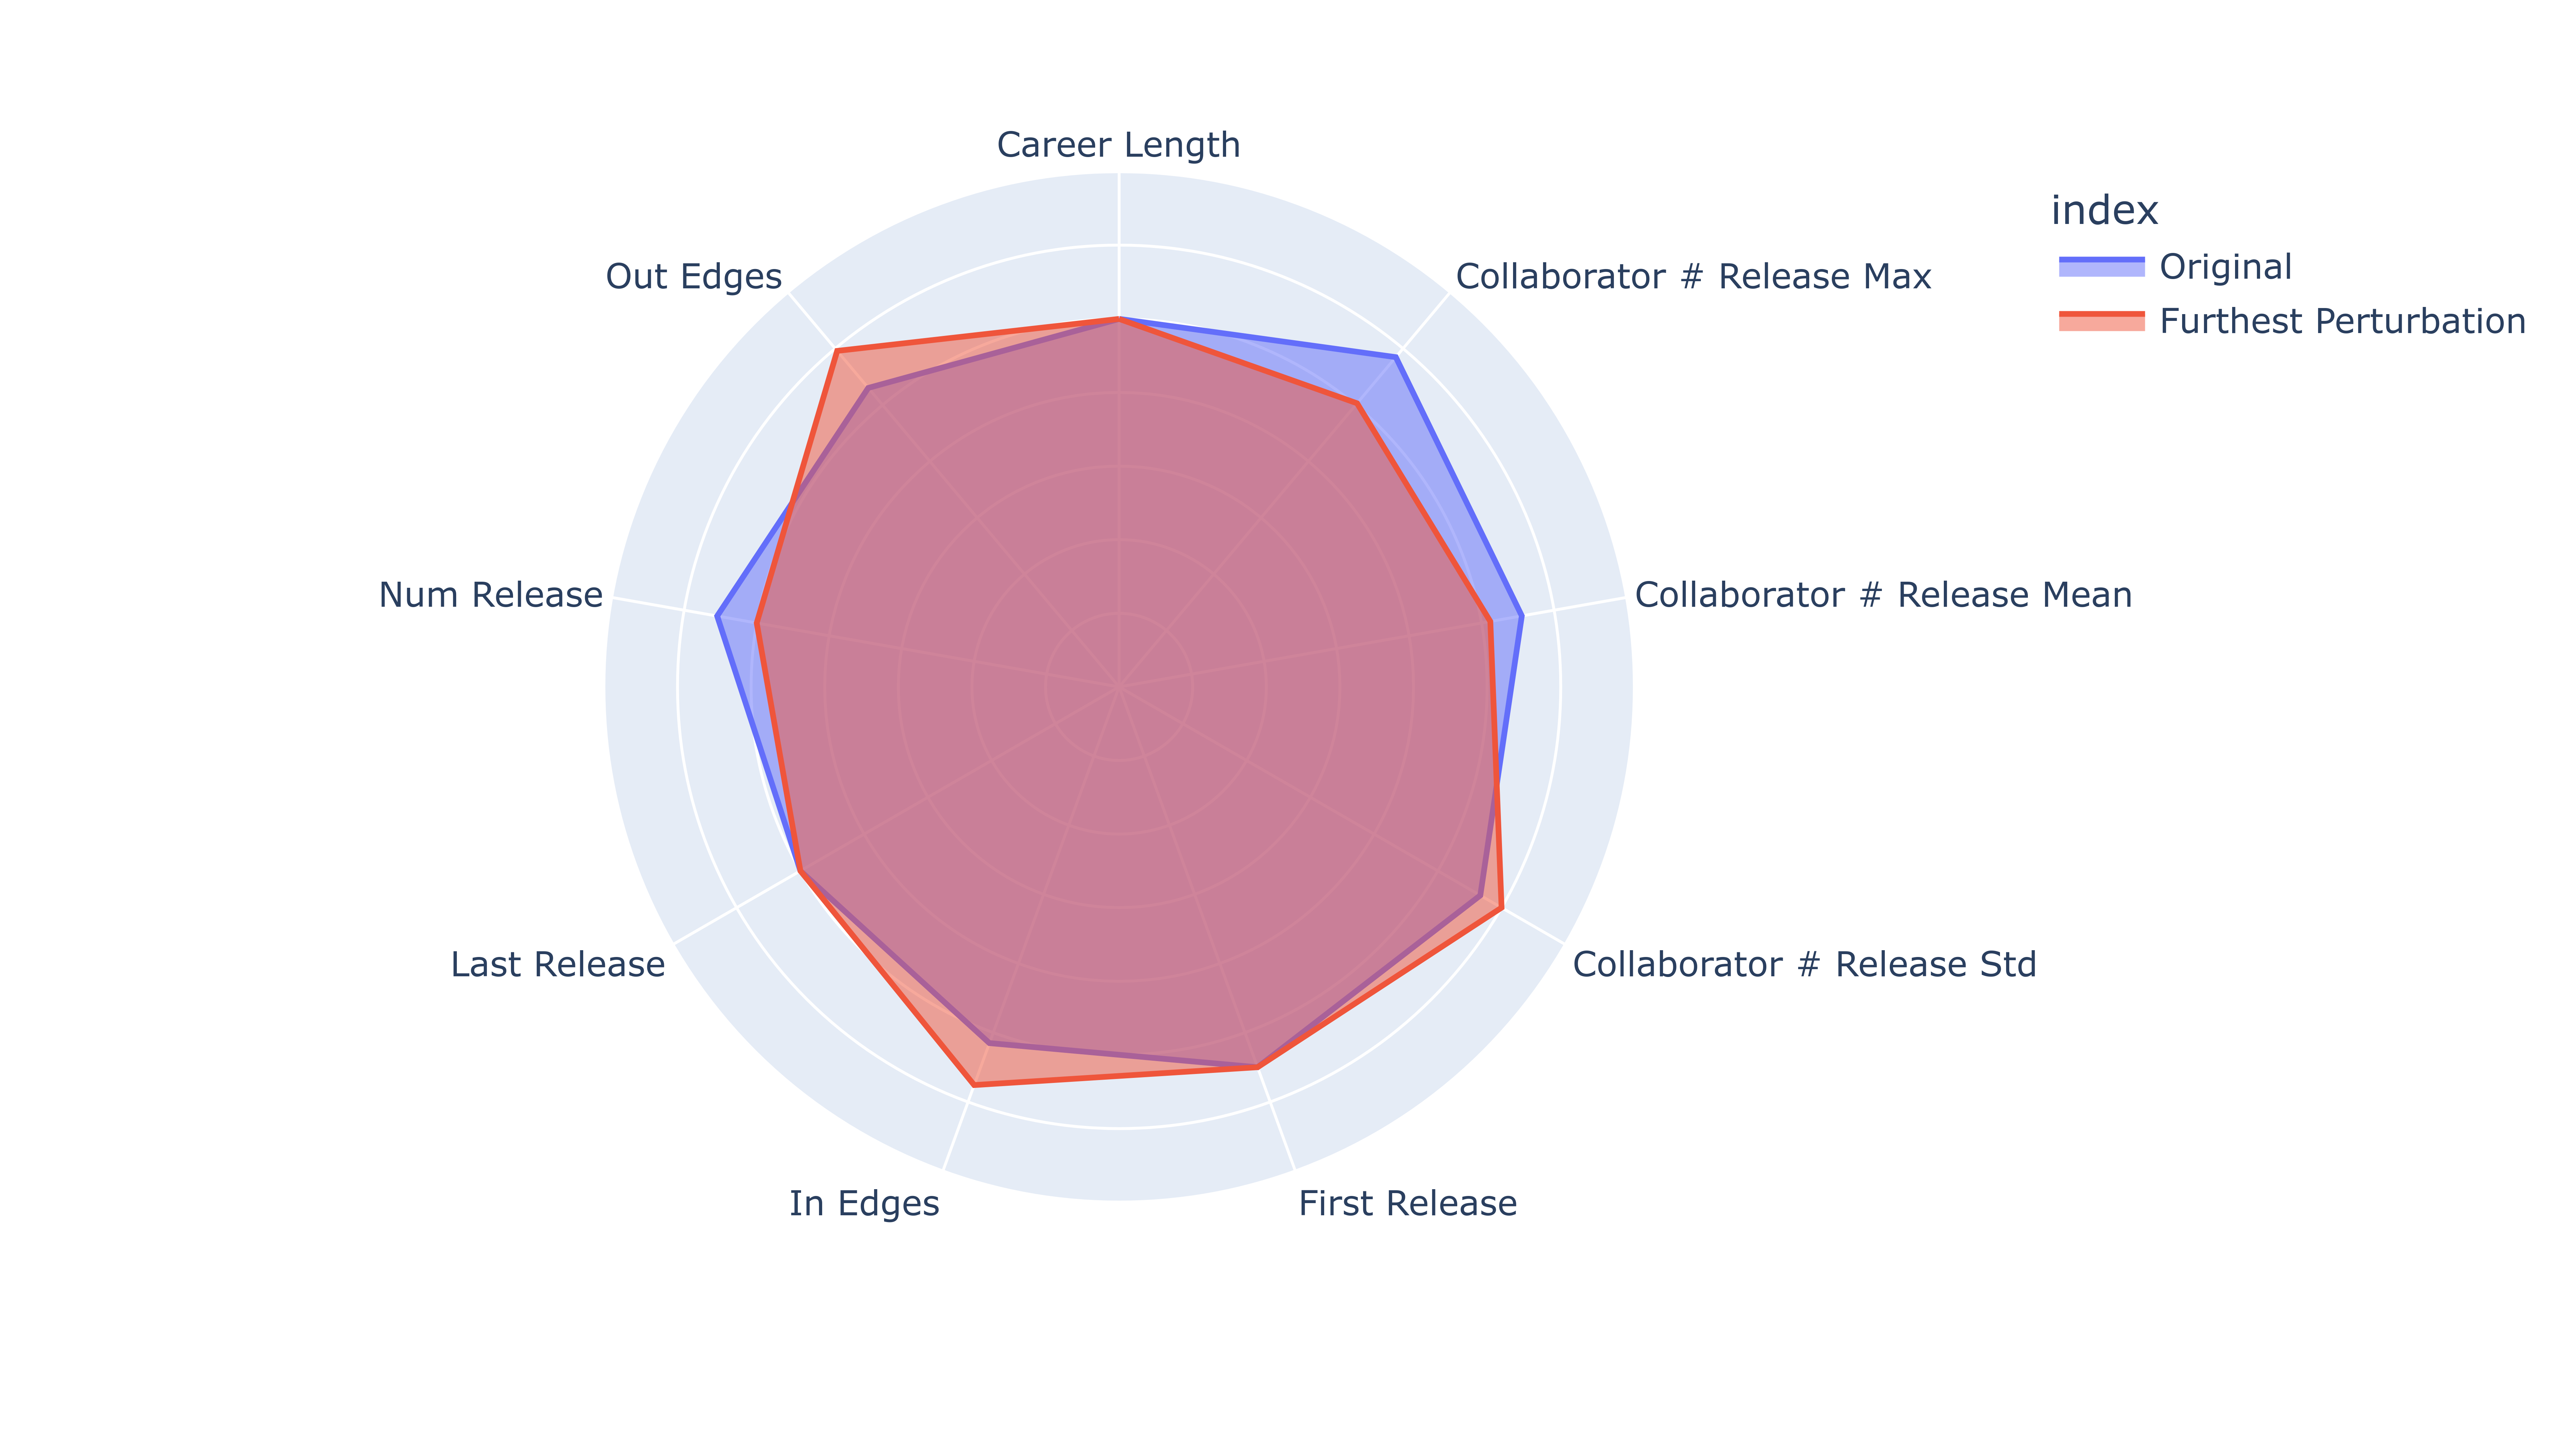 Career Length
Out Edges
Collaborator # Release Max
Num Release
Collaborator # Release Mean
Last Release
Collaborator # Release Std
In Edges
First Release
index
Original
Furthest Perturbation